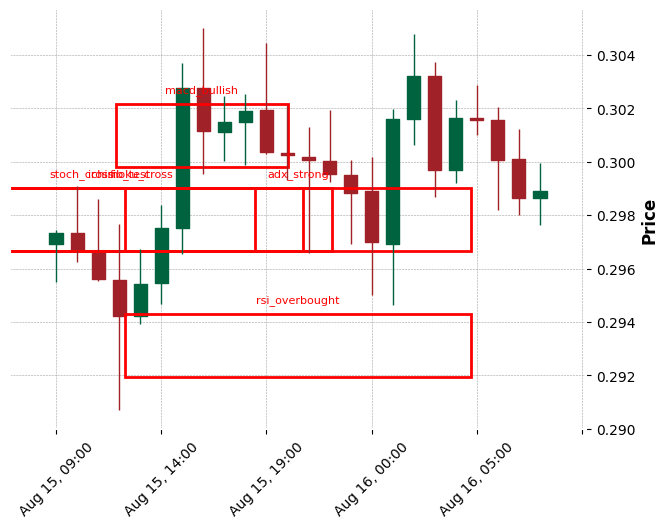 0.304
macd_bullish
0.302
0.300
adx_strong
0.298
0.296
rsi_overbought
0.294
0.292
0.290
Price
Aug 15, 09:00
Aug 15, 14:00
Aug 15, 19:00
Aug 16, 00:00
Aug 16, 05:00